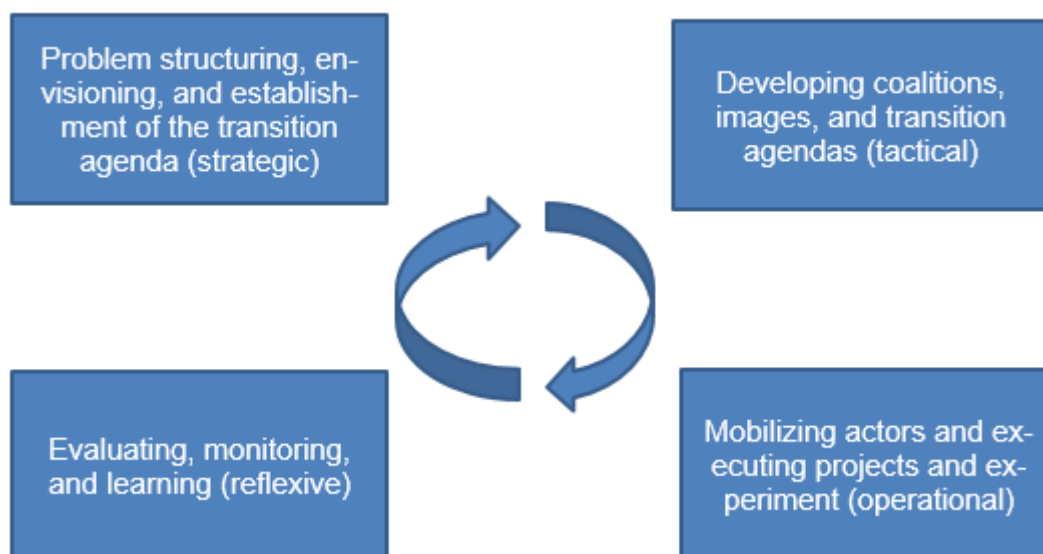 Problem structuring, en-
visioning, and establish-
ment of the transition
agenda (strategic)
Developing coalitions,
images, and transition
agendas (tactical)
Evaluating, monitoring,
and learning (reflexive)
Mobilizing actors and ex-
ecuting projects and ex-
periment (operational)